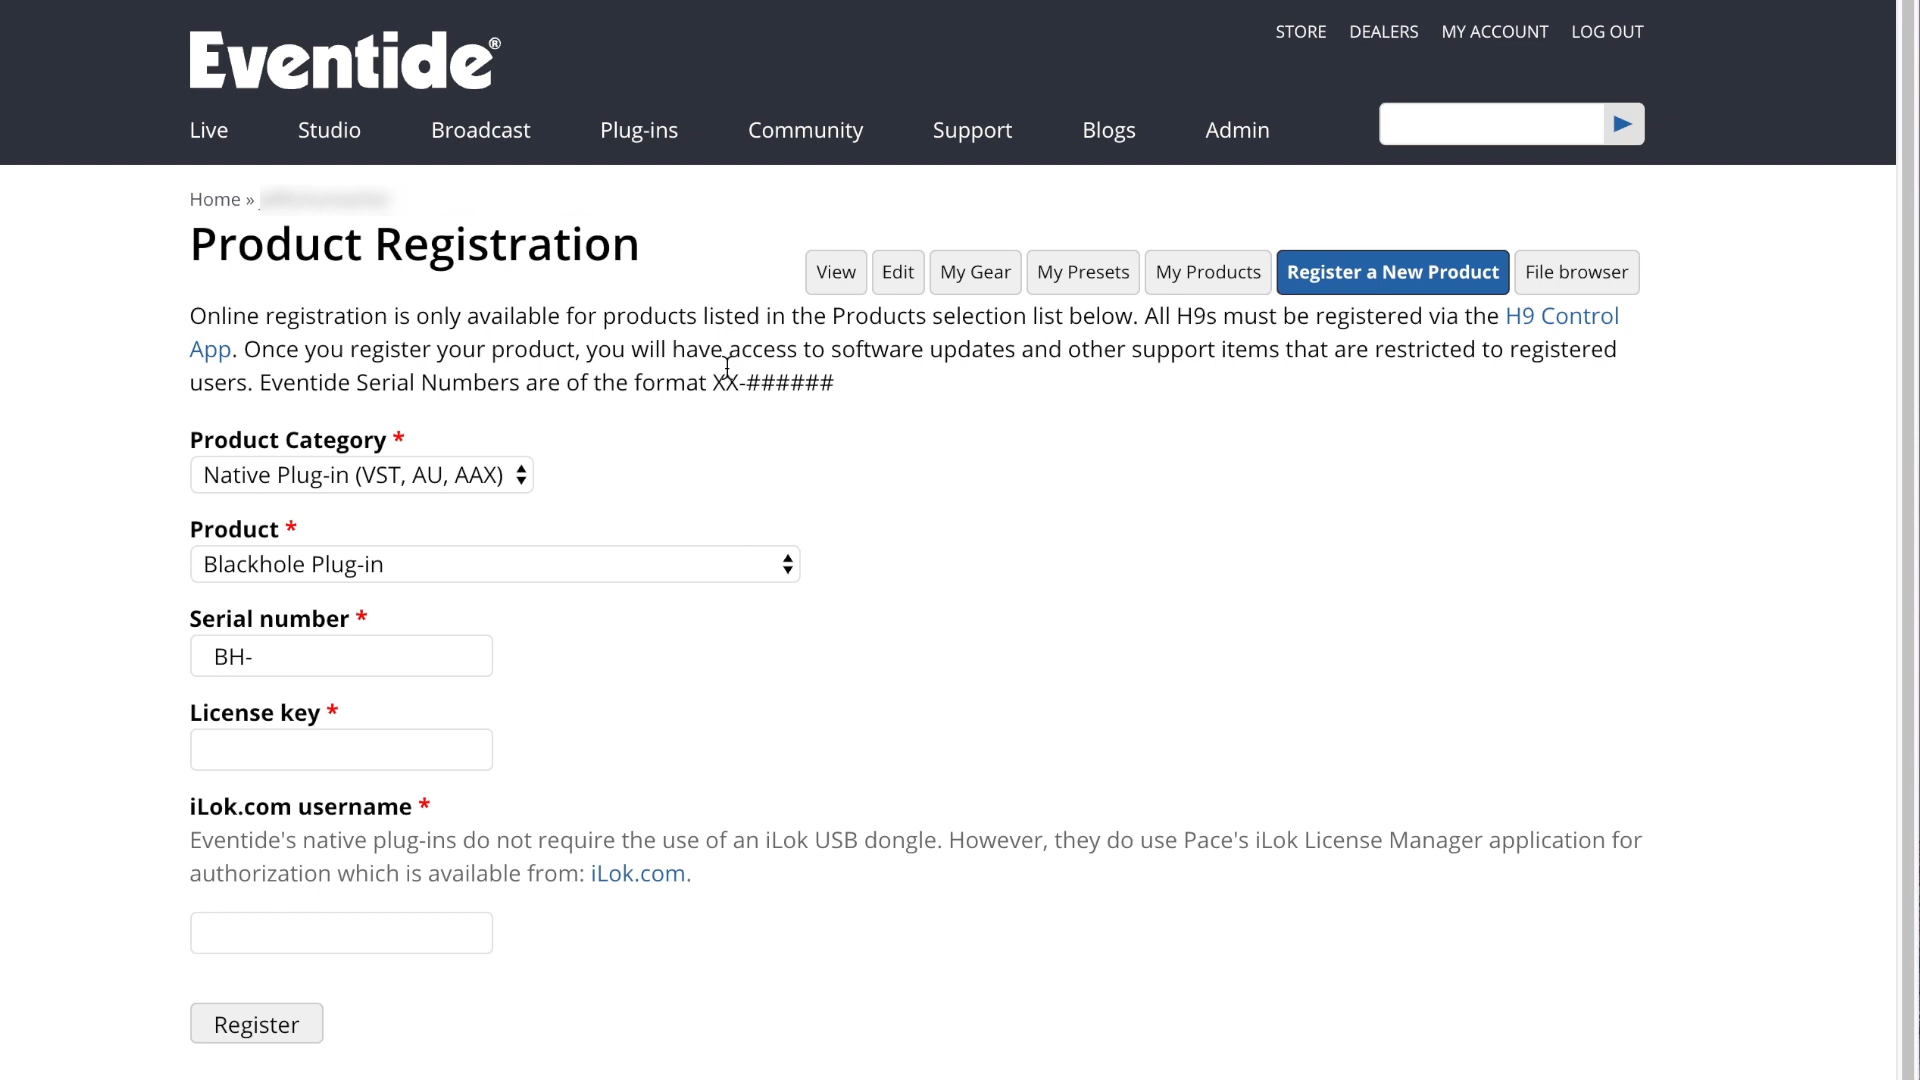 Eventide®
STORE DEALERS MY ACCOUNT LOG OUT
Live Studio Broadcast Plug-ins Community Support Blogs Admin
Home »
Product Registration
View Edit My Gear My Presets My Products Register a New Product File browser
Online registration is only available for products listed in the Products selection list below. All H9s must be registered via the H9 Control
App. Once you register your product, you will have access to software updates and other support items that are restricted to registered
users. Eventide Serial Numbers are of the format XX-######
Product Category *
Native Plug-in (VST, AU, AAX)
Product *
Blackhole Plug-in
Serial number *
BH-
License key *
iLok.com username *
Eventide's native plug-ins do not require the use of an iLok USB dongle. However, they do use Pace's iLok License Manager application for
authorization which is available from: iLok.com.
Register